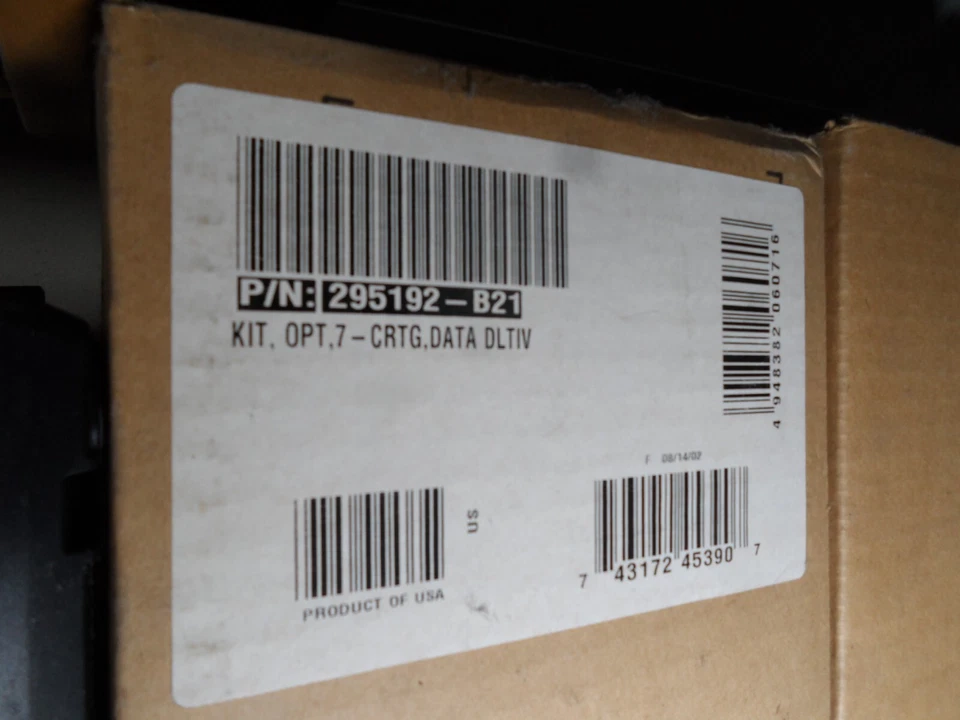 P/N: 295192-B21
KIT, OPT,7-CRTG,DATA DLTIV
4 948382 060716
F 08/14/02
US
PRODUCT OF USA
7 43172 45390 7